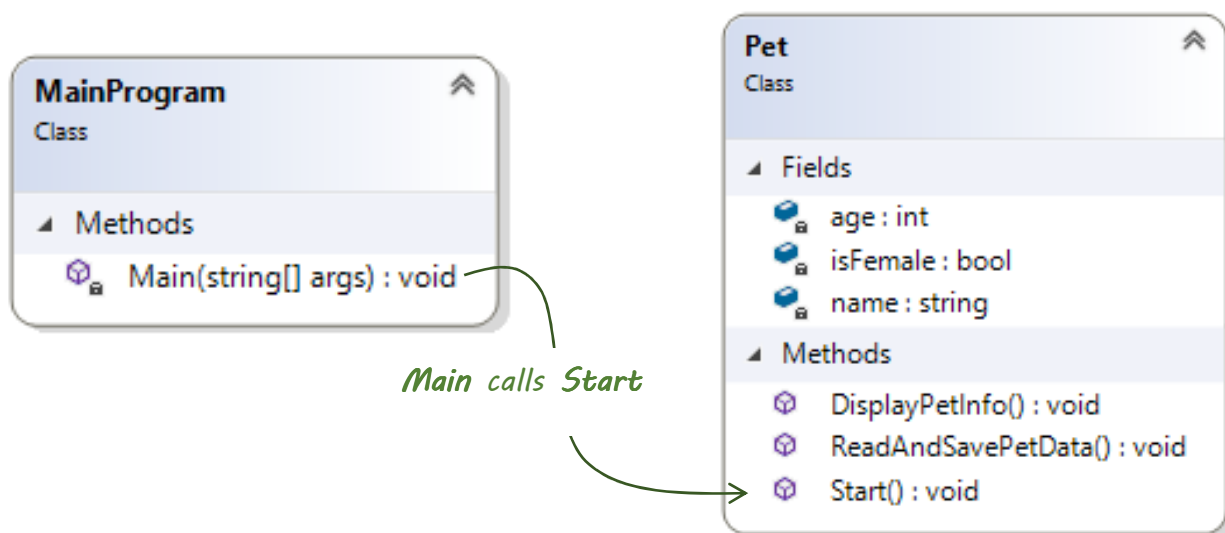 MainProgram
Class
Methods
Main(string[] args) : void
Main calls Start
Pet
Class
Fields
age : int
isFemale : bool
name : string
Methods
DisplayPetInfo() : void
ReadAndSavePetData() : void
Start() : void